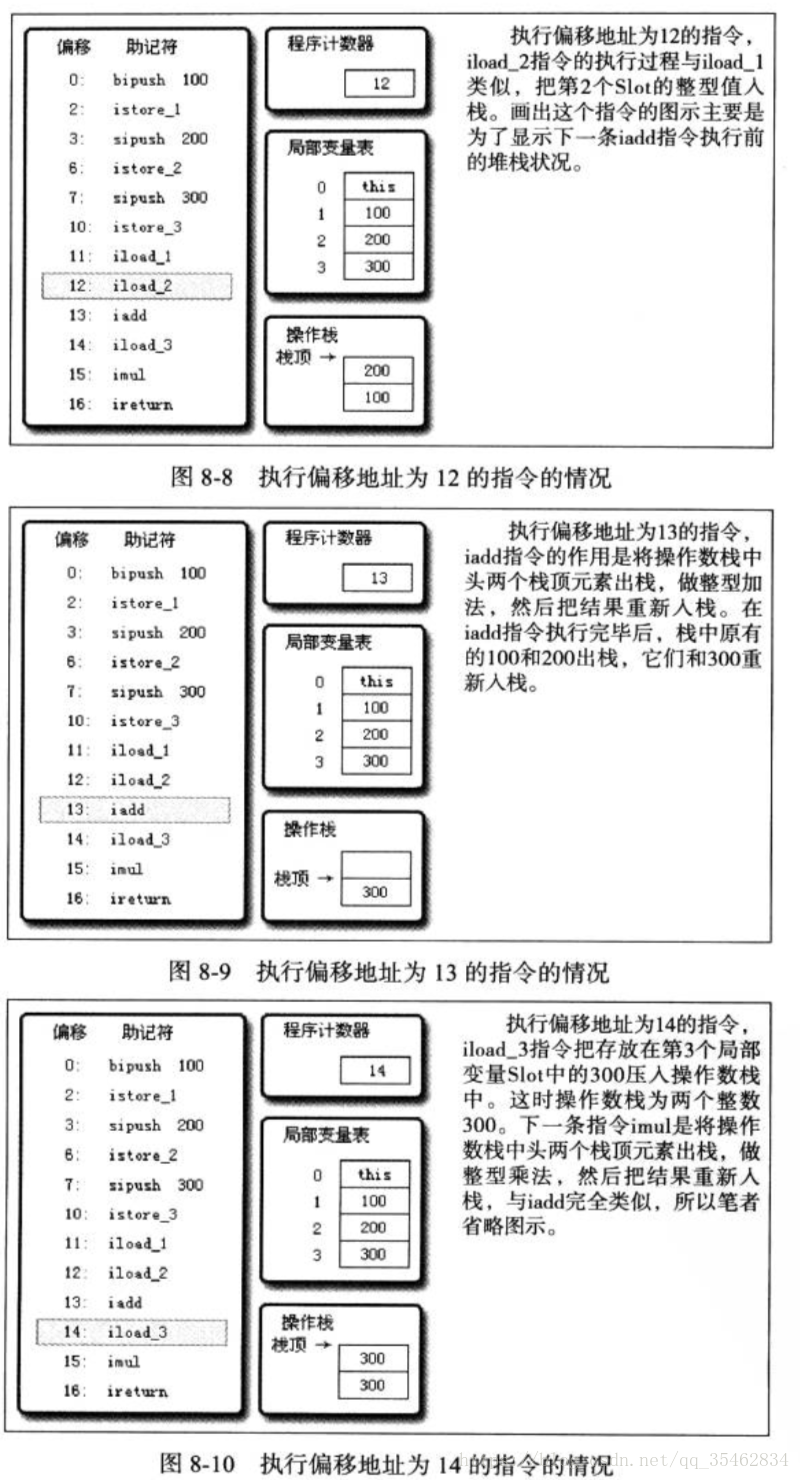 偏移 助记符
0: bipush 100
2: istore_1
3: sipush 200
6: istore_2
7: sipush 300
10: istore_3
11: iload_1
12: iload_2
13: iadd
14: iload_3
15: imul
16: ireturn
程序计数器
12
局部变量表
0 this
1 100
2 200
3 300
操作栈
栈顶 →
200
100
执行偏移地址为12的指令，
iload_2指令的执行过程与iload_1
类似，把第2个Slot的整型值入
栈。画出这个指令的图示主要是
为了显示下一条iadd指令执行前
的堆栈状况。
图 8-8 执行偏移地址为 12 的指令的情况
偏移 助记符
0: bipush 100
2: istore_1
3: sipush 200
6: istore_2
7: sipush 300
10: istore_3
11: iload_1
12: iload_2
13: iadd
14: iload_3
15: imul
16: ireturn
程序计数器
13
局部变量表
0 this
1 100
2 200
3 300
操作栈
栈顶 →
300
执行偏移地址为13的指令，
iadd指令的作用是将操作数栈中
头两个栈顶元素出栈，做整型加
法，然后把结果重新入栈。在
iadd指令执行完毕后，栈中原有
的100和200出栈，它们和300重
新入栈。
图 8-9 执行偏移地址为 13 的指令的情况
偏移 助记符
0: bipush 100
2: istore_1
3: sipush 200
6: istore_2
7: sipush 300
10: istore_3
11: iload_1
12: iload_2
13: iadd
14: iload_3
15: imul
16: ireturn
程序计数器
14
局部变量表
0 this
1 100
2 200
3 300
操作栈
栈顶 →
300
300
执行偏移地址为14的指令，
iload_3指令把存放在第3个局部
变量Slot中的300压入操作数栈
中。这时操作数栈为两个整数
300。下一条指令imul是将操作
数栈中头两个栈顶元素出栈，做
整型乘法，然后把结果重新入
栈，与iadd完全类似，所以笔者
省略图示。
图 8-10 执行偏移地址为 14 的指令的情况
dn.net/qq_35462834